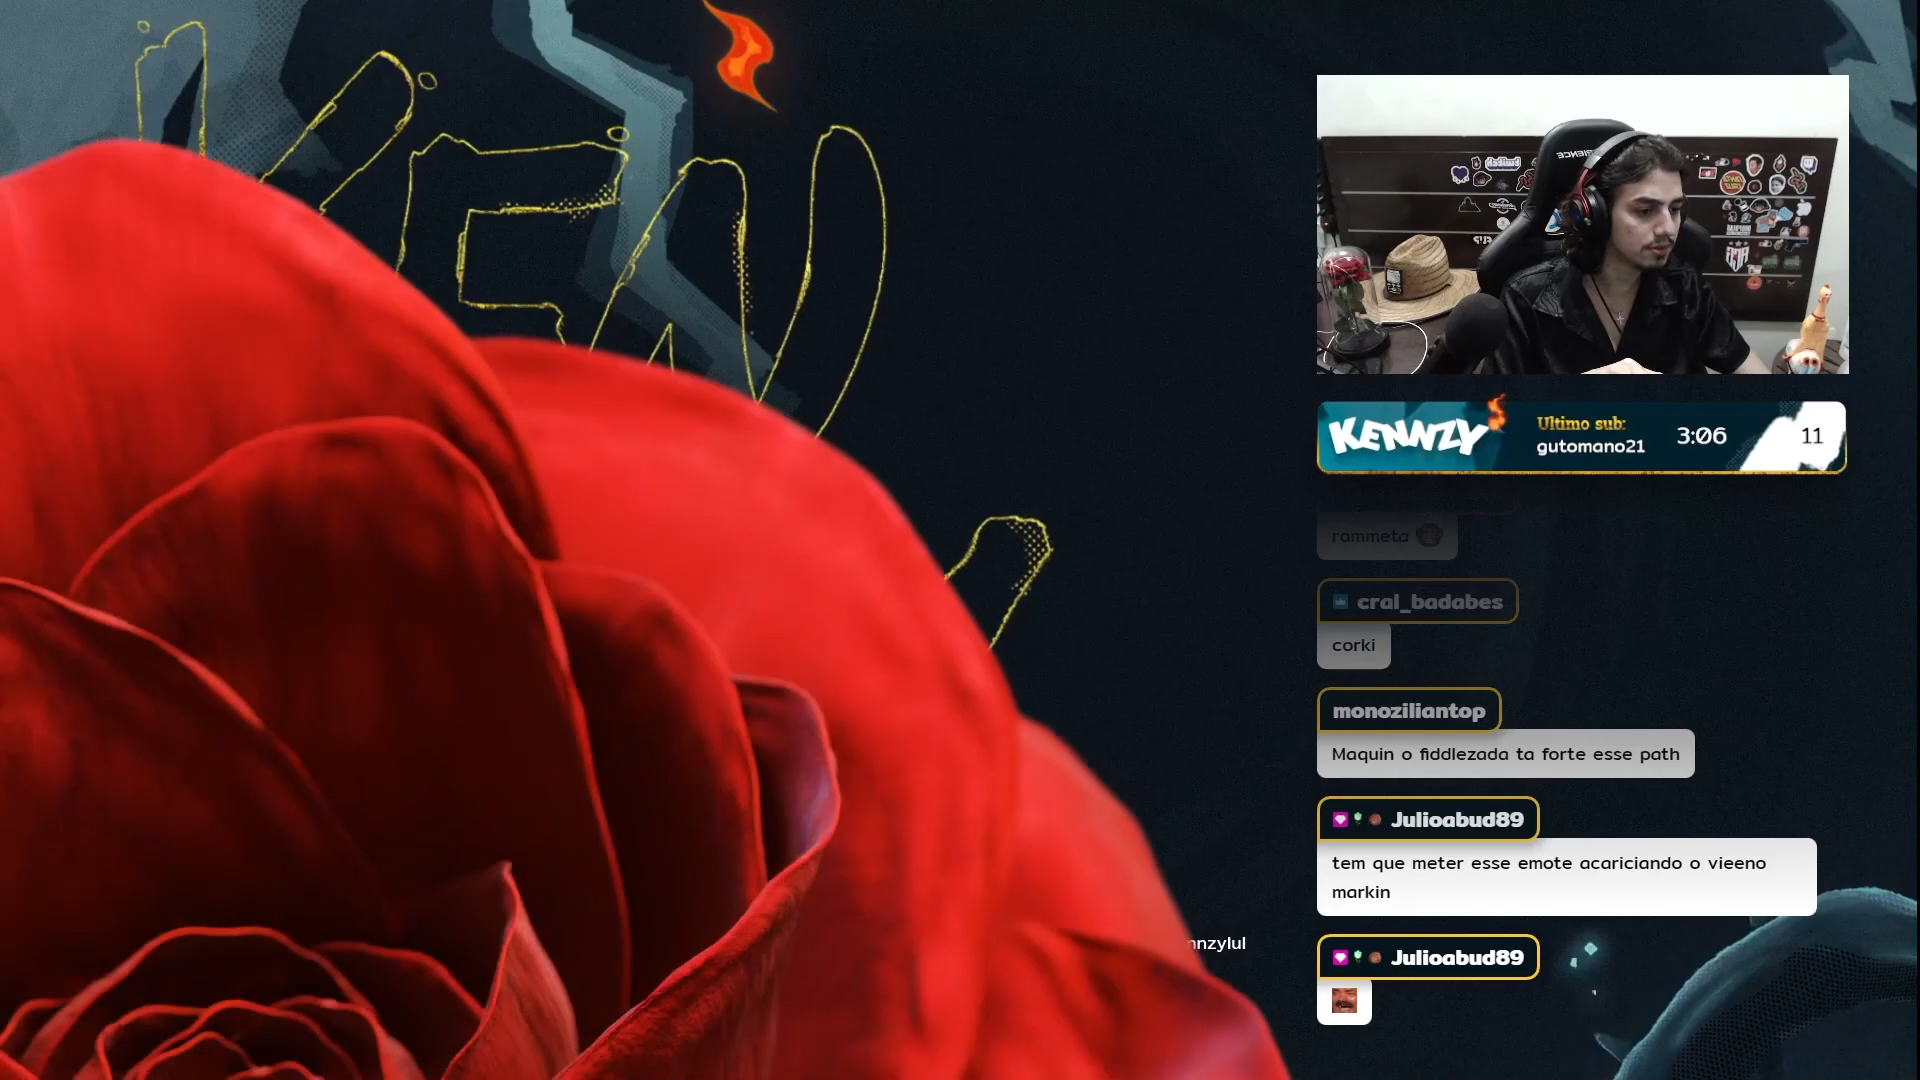 KENNZY
Ultimo sub:
gutomano21
3:06
11
rammeta
cral_badabes
corki
monoziliantop
Maquin o fiddlezada ta forte esse path
Julioabud89
tem que meter esse emote acariciando o vieeno
markin
nnzylul
Julioabud89